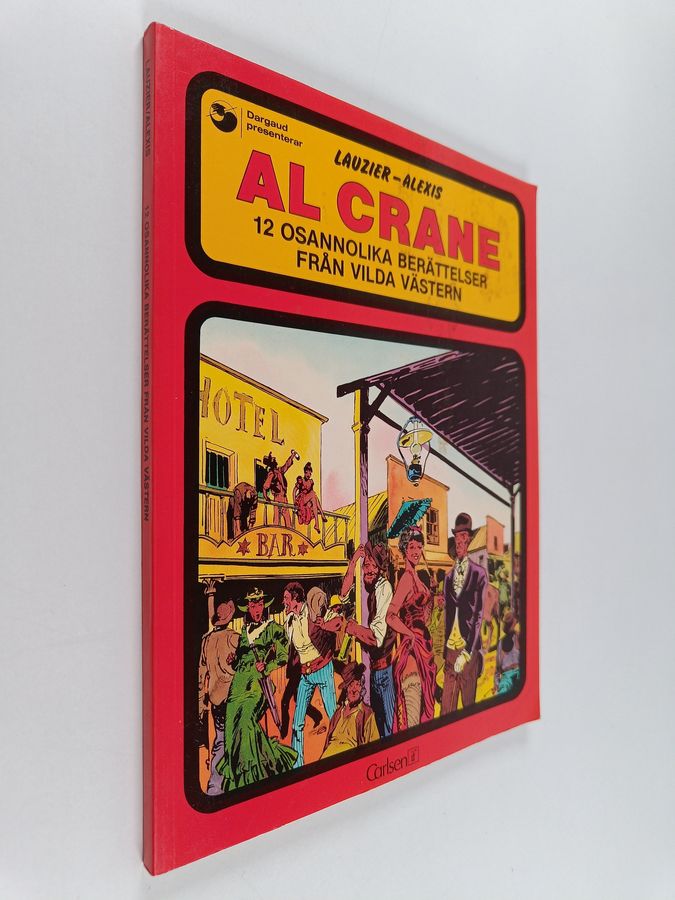 LAUZIER/ALEXIS
12 OSANNOLIKA BERÄTTELSER FRÅN VILDA VÄSTERN
Dargaud
presenterar
LAUZIER-ALEXIS
AL CRANE
12 OSANNOLIKA BERÄTTELSER
FRÅN VILDA VÄSTERN
HOTEL
BAR
Carlsen if